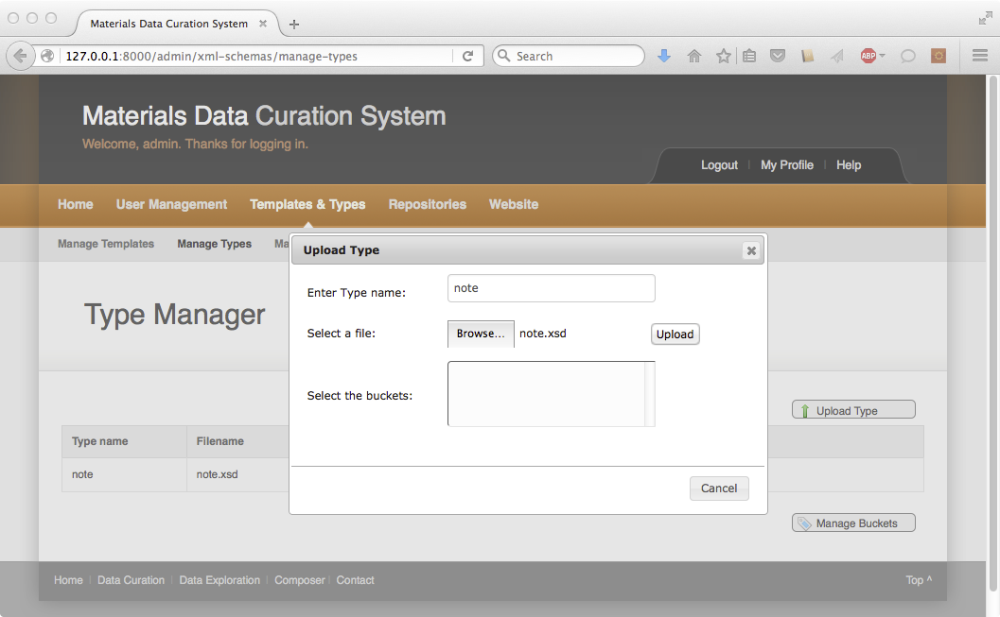 Materials Data Curation System
127.0.0.1:8000/admin/xml-schemas/manage-types
Search
ABP
Materials Data Curation System
Welcome, admin. Thanks for logging in.
Logout | My Profile | Help
Home User Management Templates & Types Repositories Website
Manage Templates Manage Types Ma
Upload Type
Enter Type name: note
Type Manager
Select a file: Browse... note.xsd Upload
Select the buckets:
Upload Type
Type name Filename
note note.xsd
Cancel
Manage Buckets
Home | Data Curation | Data Exploration | Composer | Contact
Top ^